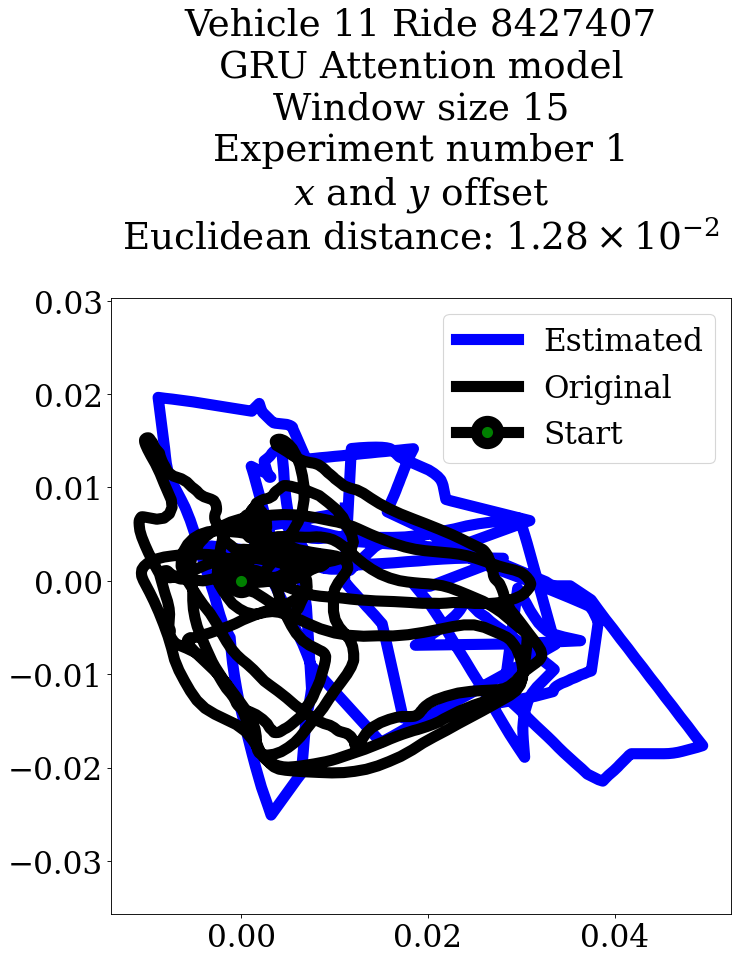 Vehicle 11 Ride 8427407
GRU Attention model
Window size 15
Experiment number 1
x and y offset
Euclidean distance: 1.28 × 10⁻²
0.03
0.02
0.01
0.00
−0.01
−0.02
−0.03
Estimated
Original
Start
0.00 0.02 0.04